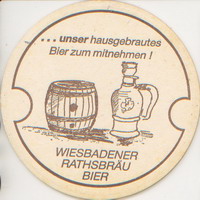 ... unser hausgebrautes
Bier zum mitnehmen !
WIESBADENER
RATHSBRÄU
BIER